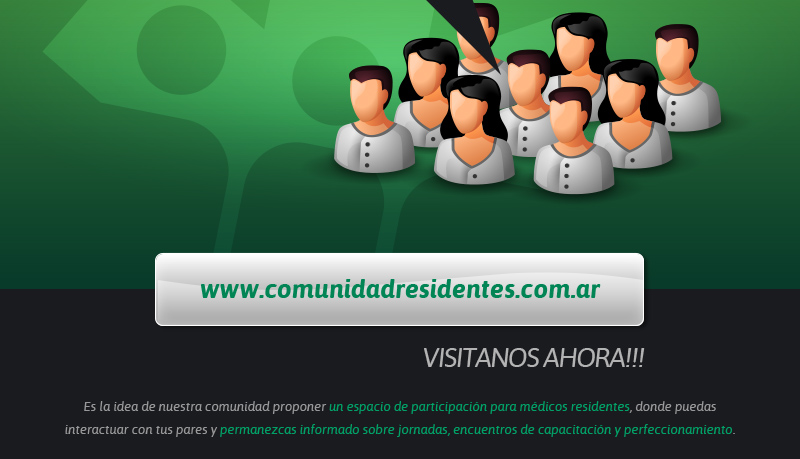 www.comunidadresidentes.com.ar
VISITANOS AHORA!!!
Es la idea de nuestra comunidad proponer un espacio de participación para médicos residentes, donde puedas
interactuar con tus pares y permanezcas informado sobre jornadas, encuentros de capacitación y perfeccionamiento.